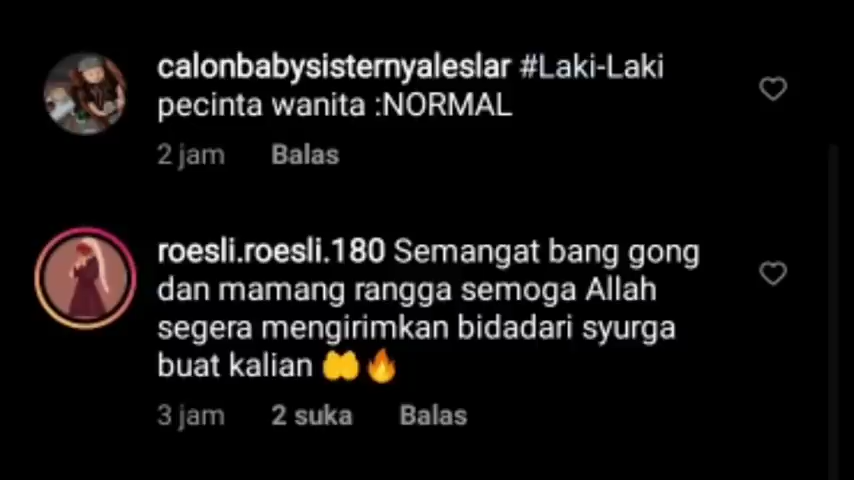 calonbabysisternyaleslar #Laki-Laki
pecinta wanita :NORMAL
2 jam Balas
roesli.roesli.180 Semangat bang gong
dan mamang rangga semoga Allah
segera mengirimkan bidadari syurga
buat kalian 🤲🔥
3 jam 2 suka Balas